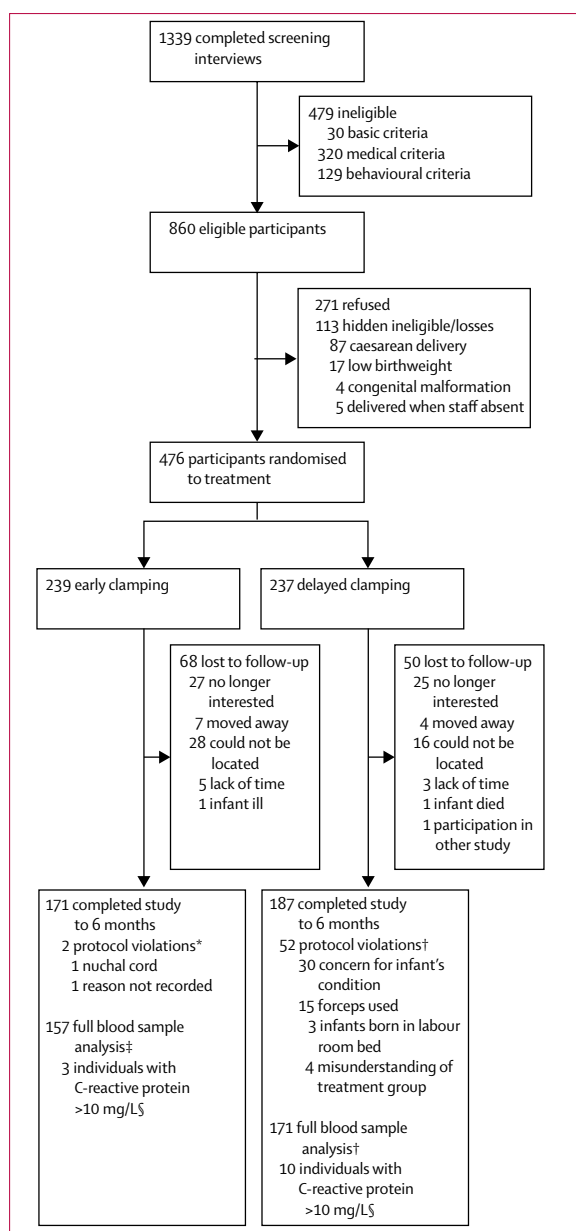 1339 completed screening
interviews
479 ineligible
30 basic criteria
320 medical criteria
129 behavioural criteria
860 eligible participants
271 refused
113 hidden ineligible/losses
87 caesarean delivery
17 low birthweight
4 congenital malformation
5 delivered when staff absent
476 participants randomised
to treatment
239 early clamping
237 delayed clamping
68 lost to follow-up
27 no longer
interested
7 moved away
28 could not be
located
5 lack of time
1 infant ill
50 lost to follow-up
25 no longer
interested
4 moved away
16 could not be
located
3 lack of time
1 infant died
1 participation in
other study
171 completed study
to 6 months
2 protocol violations*
1 nuchal cord
1 reason not recorded
157 full blood sample
analysis‡
3 individuals with
C-reactive protein
>10 mg/L§
187 completed study
to 6 months
52 protocol violations†
30 concern for infant's
condition
15 forceps used
3 infants born in labour
room bed
4 misunderstanding of
treatment group
171 full blood sample
analysis†
10 individuals with
C-reactive protein
>10 mg/L§